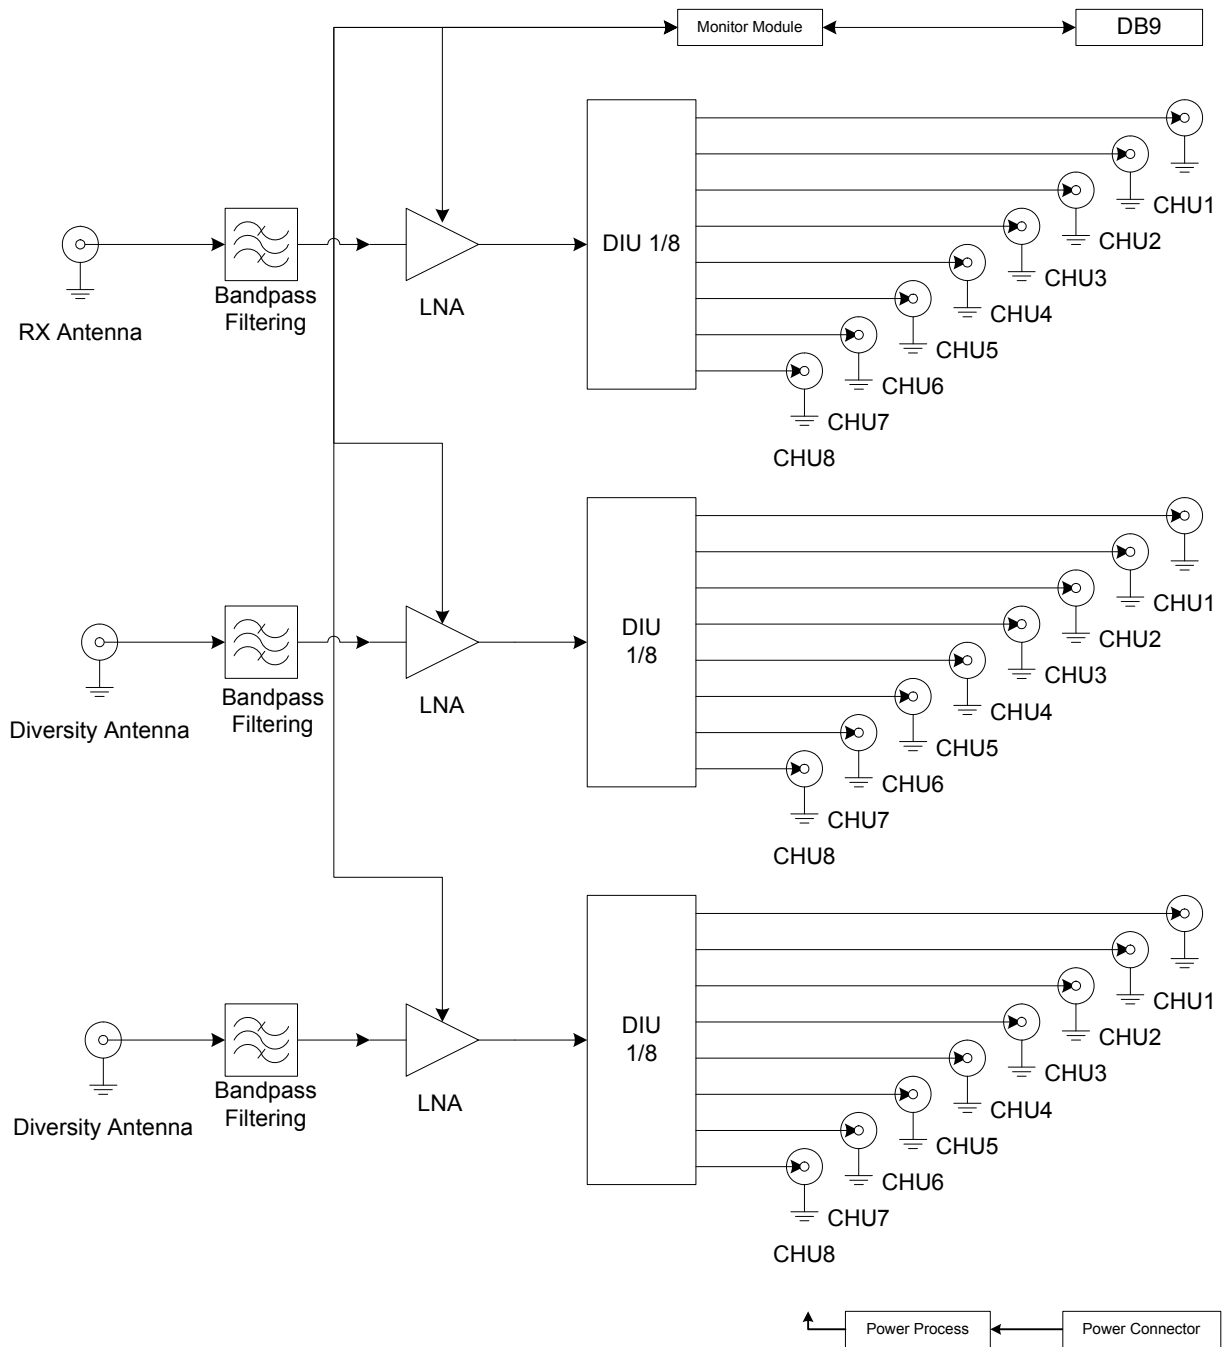 Monitor Module
DB9
DIU 1/8
CHU1
CHU2
CHU3
CHU4
CHU5
CHU6
CHU7
CHU8
RX Antenna
Bandpass
Filtering
LNA
DIU
1/8
CHU1
CHU2
CHU3
CHU4
CHU5
CHU6
CHU7
CHU8
Diversity Antenna
Bandpass
Filtering
LNA
DIU
1/8
CHU1
CHU2
CHU3
CHU4
CHU5
CHU6
CHU7
CHU8
Diversity Antenna
Bandpass
Filtering
LNA
Power Process
Power Connector